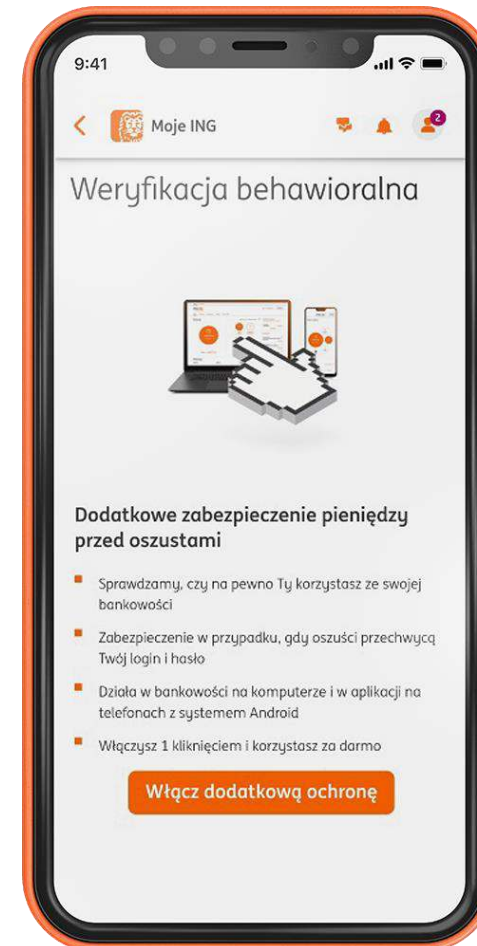 9:41
Moje ING
2
Weryfikacja behawioralna
Dodatkowe zabezpieczenie pieniędzy
przed oszustami
Sprawdzamy, czy na pewno Ty korzystasz ze swojej
bankowości
Zabezpieczenie w przypadku, gdy oszuści przechwycą
Twój login i hasło
Działa w bankowości na komputerze i w aplikacji na
telefonach z systemem Android
Włączysz 1 kliknięciem i korzystasz za darmo
Włącz dodatkową ochronę